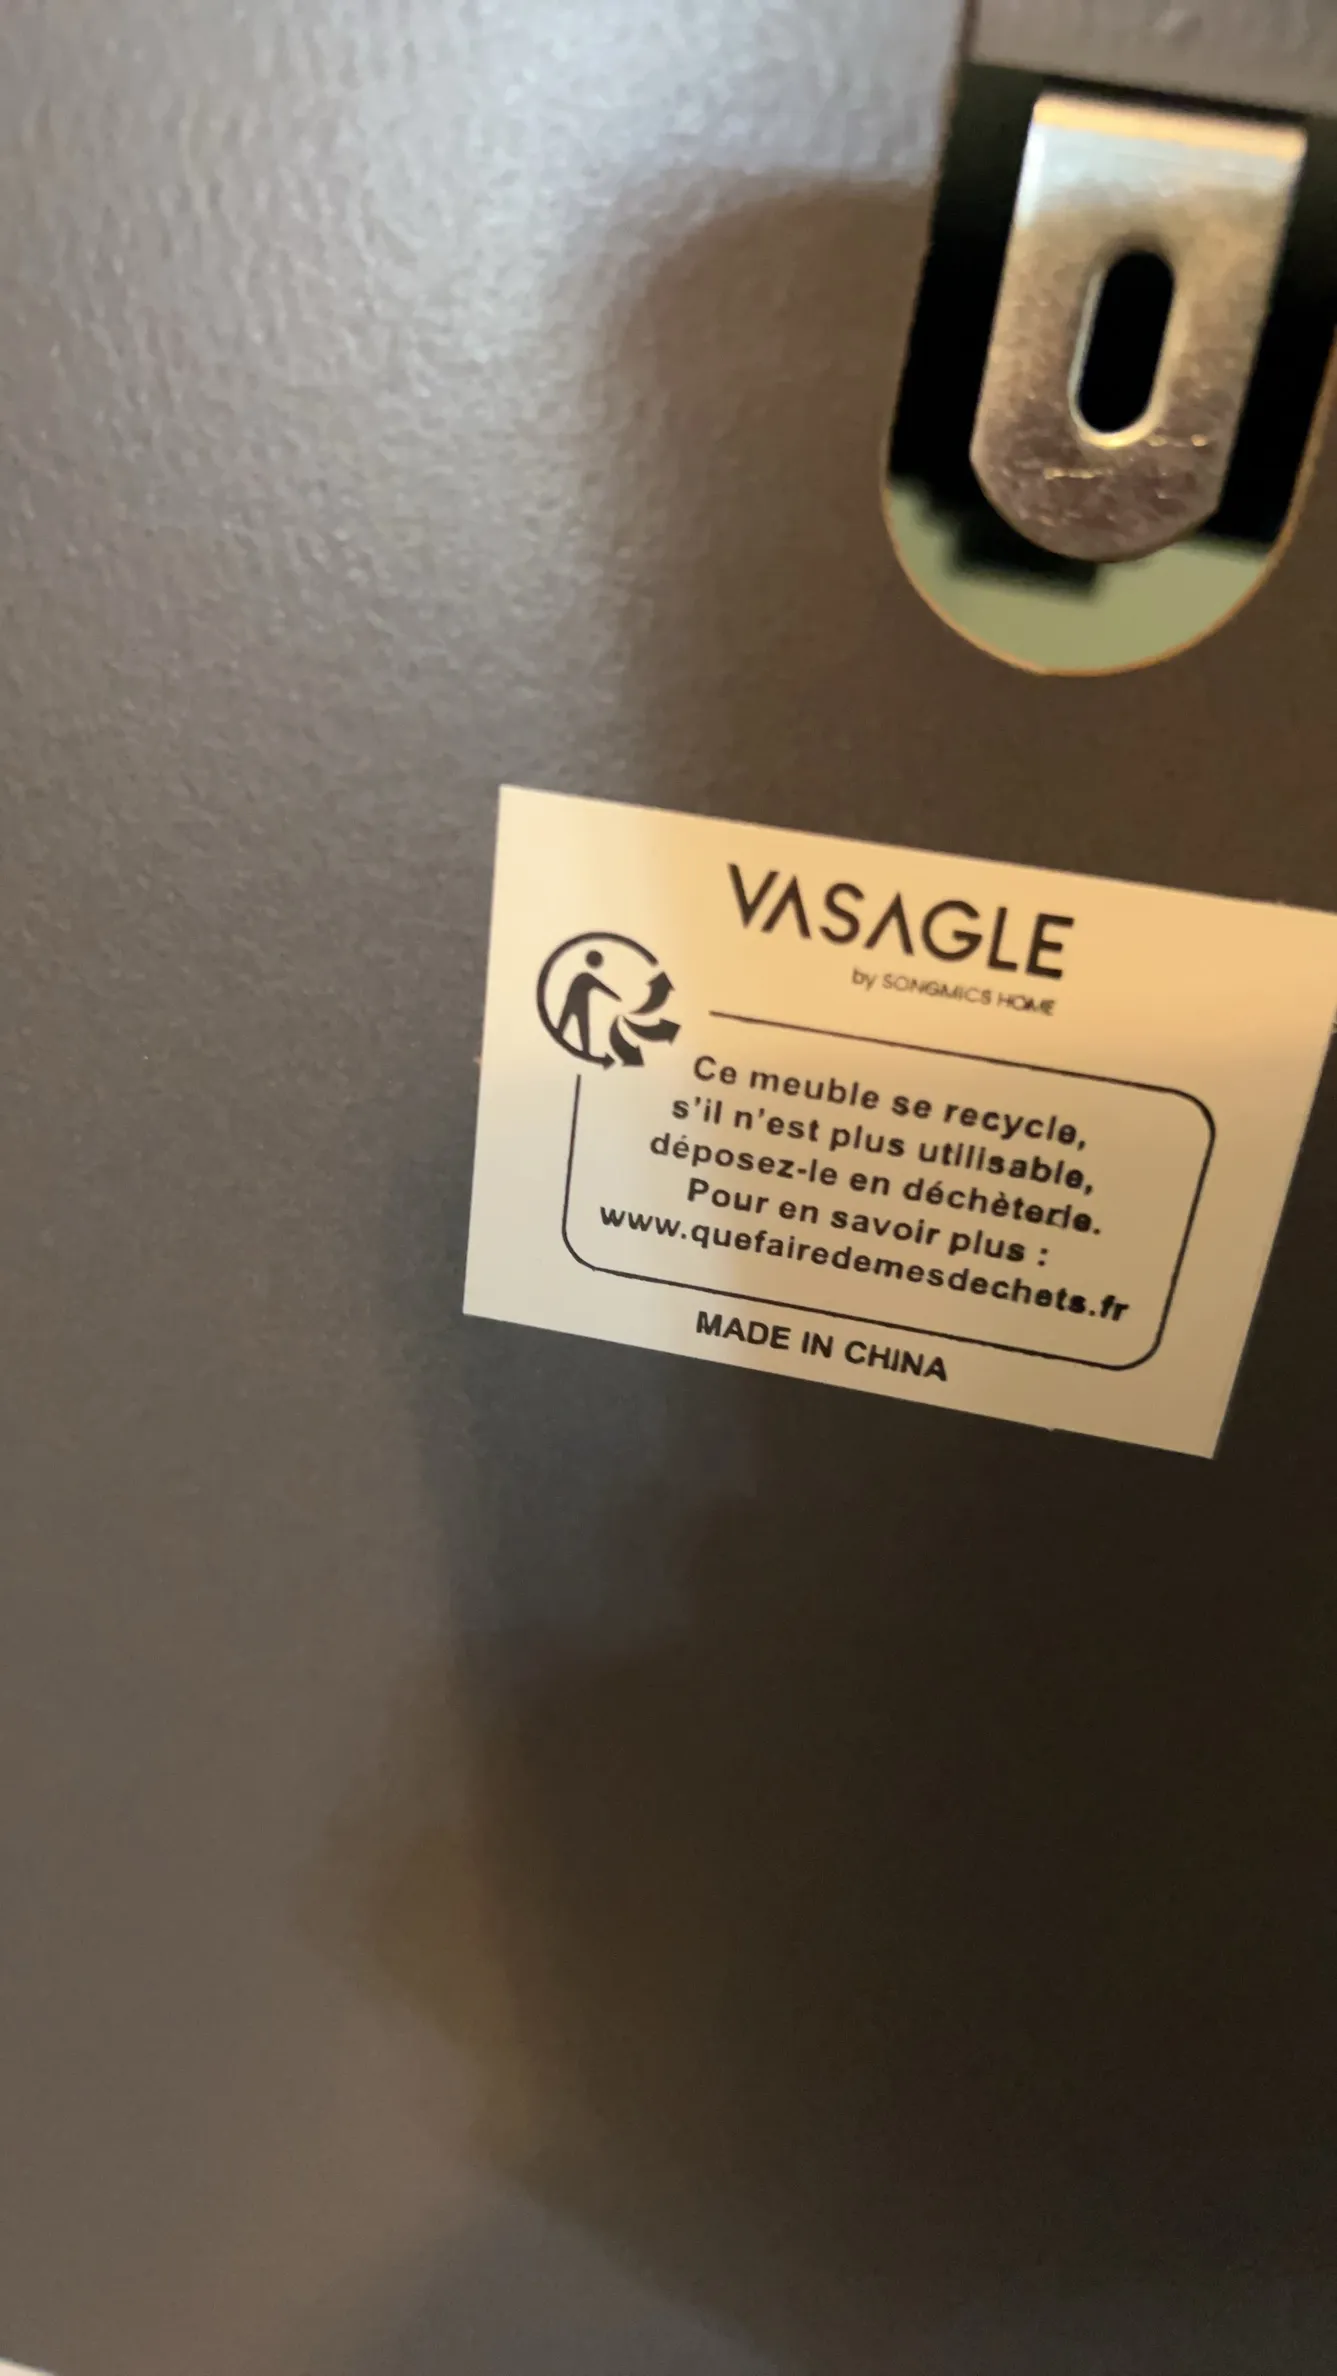 VASAGLE
by SONGMICS HOME
Ce meuble se recycle,
s'il n'est plus utilisable,
déposez-le en déchèterie.
Pour en savoir plus :
www.quefairedemesdechets.fr
MADE IN CHINA